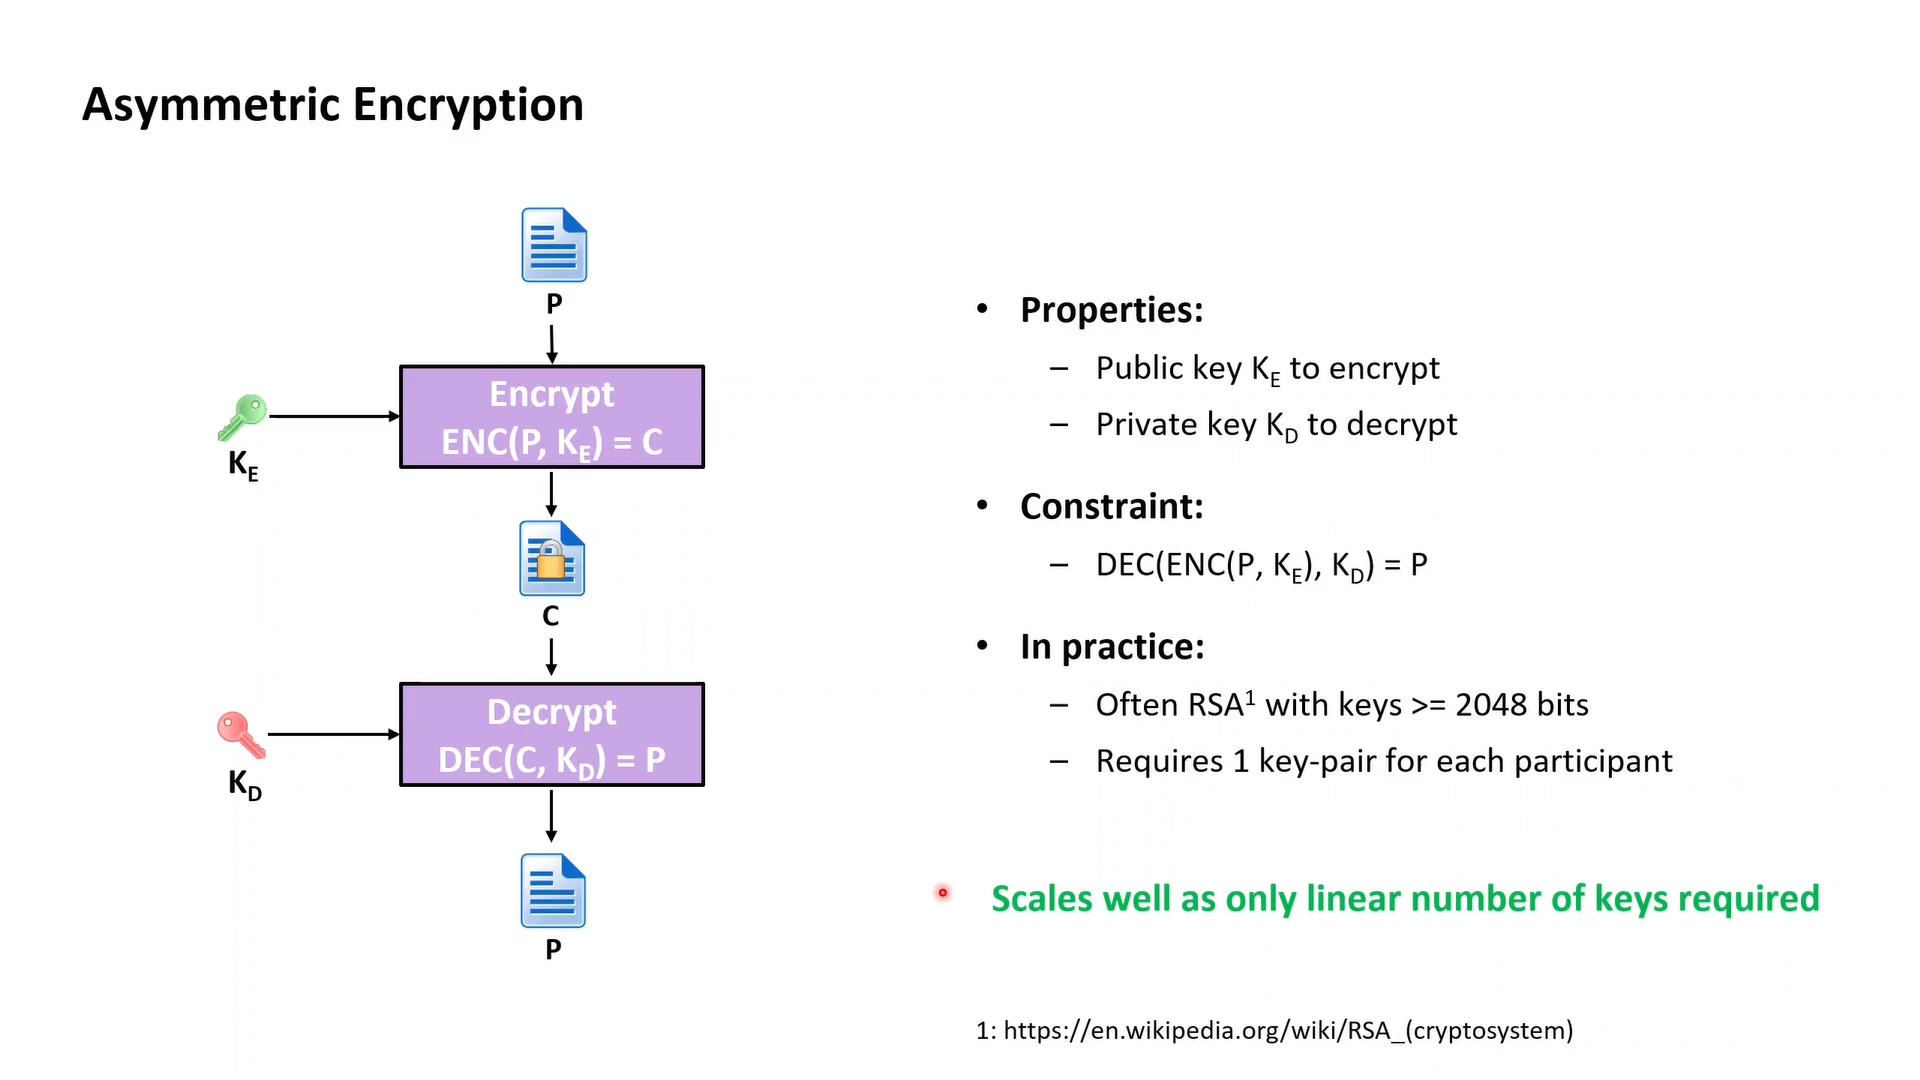 Asymmetric Encryption
P
Encrypt
ENC(P, K_E) = C
K_E
C
Decrypt
DEC(C, K_D) = P
K_D
P
• Properties:
– Public key K_E to encrypt
– Private key K_D to decrypt
• Constraint:
– DEC(ENC(P, K_E), K_D) = P
• In practice:
– Often RSA¹ with keys >= 2048 bits
– Requires 1 key-pair for each participant
Scales well as only linear number of keys required
1: https://en.wikipedia.org/wiki/RSA_(cryptosystem)